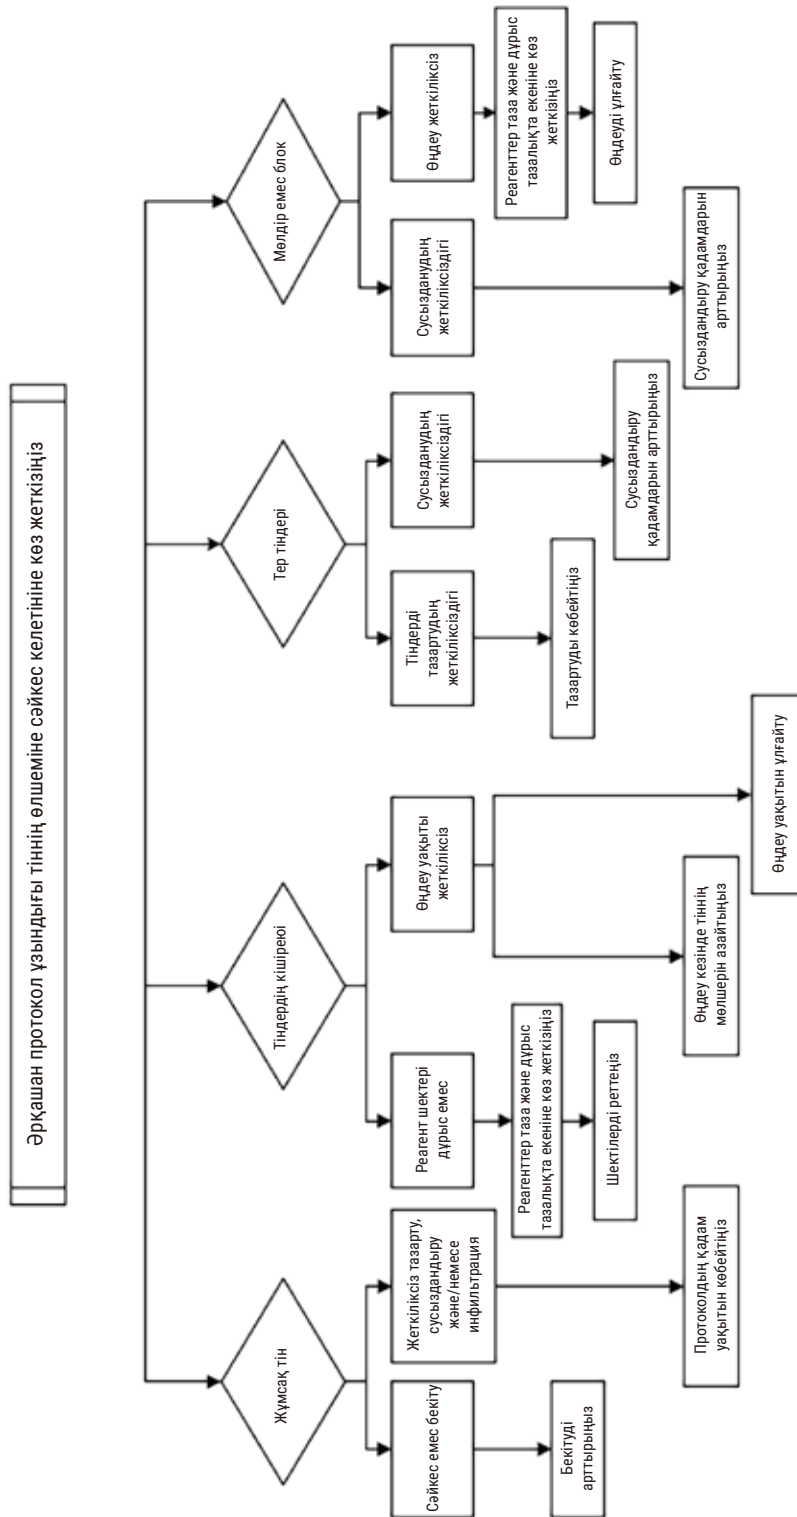 Әрқашан протокол ұзындығы тіннің өлшеміне сәйкес келетініне көз жеткізіңіз
Жұмсақ тін
Сәйкес емес бекіту
Бекітуді
арттырыңыз
Жеткіліксіз тазарту,
сусыздандыру
және/немесе
инфильтрация
Протоколдың қадам
уақытын көбейтіңіз
Тіндердің кішіреюі
Реагент шектері
дұрыс емес
Реагенттер таза және дұрыс
тазалықта екеніне көз жеткізіңіз
Шектілерді реттеңіз
Өңдеу уақыты
жеткіліксіз
Өңдеу кезінде тіннің
мөлшерін азайтыңыз
Өңдеу уақытын ұлғайту
Тер тіндері
Тіндерді
тазартудың
жеткіліксіздігі
Тазартуды көбейтіңіз
Сусызданудың
жеткіліксіздігі
Сусыздандыру
қадамдарын арттырыңыз
Мөлдір емес блок
Сусызданудың
жеткіліксіздігі
Сусыздандыру қадамдарын
арттырыңыз
Өңдеу жеткіліксіз
Реагенттер таза және дұрыс
тазалықта екеніне көз
жеткізіңіз
Өңдеуді ұлғайту